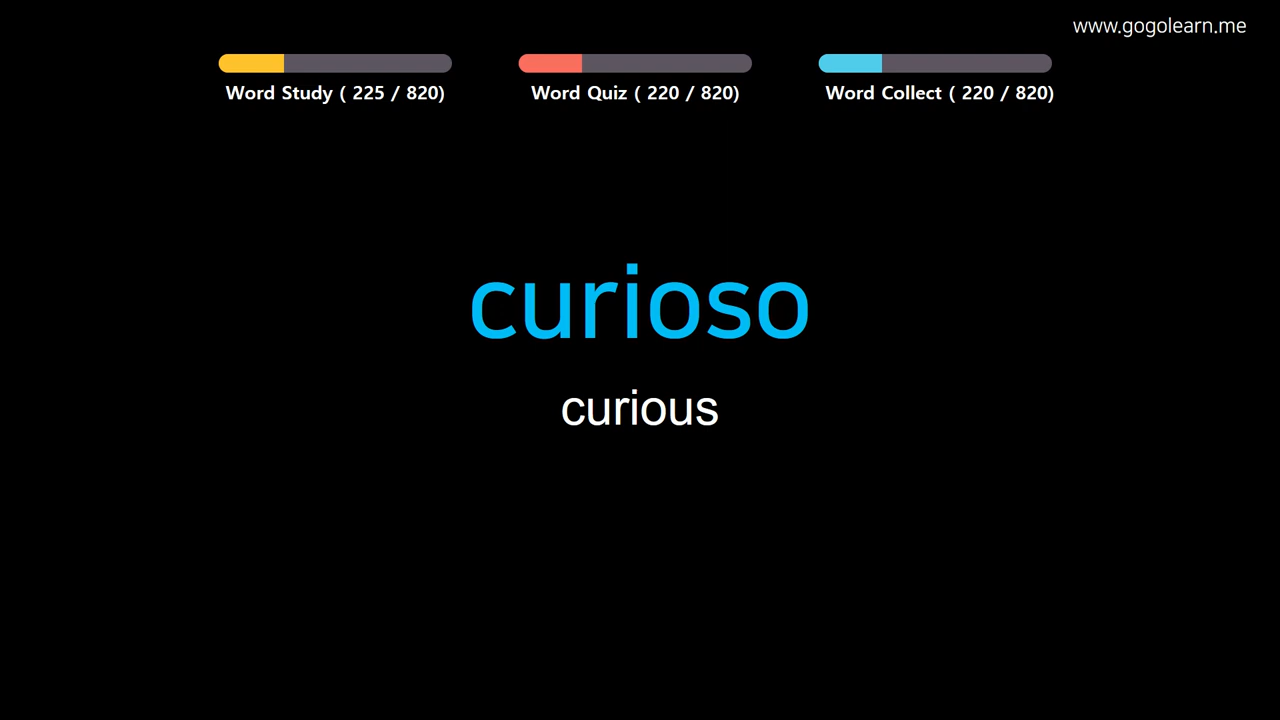 www.gogolearn.me
Word Study ( 225 / 820)
Word Quiz ( 220 / 820)
Word Collect ( 220 / 820)
curioso
curious